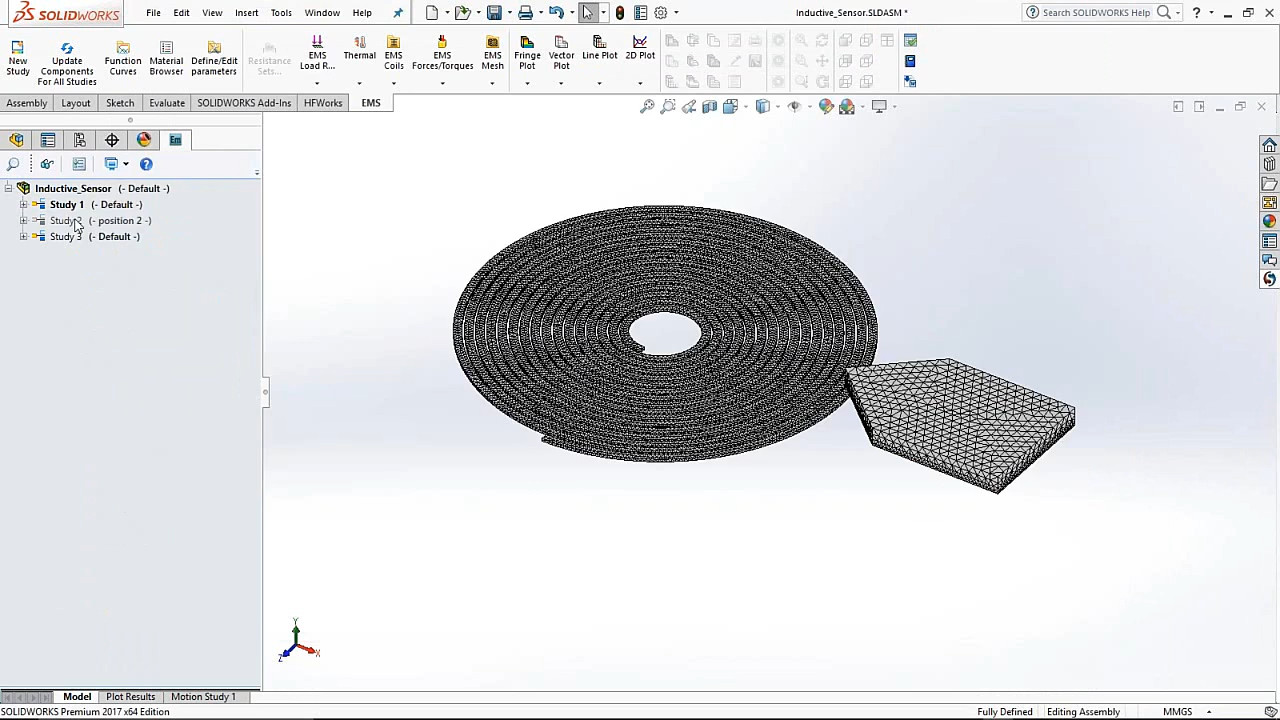 SOLIDWORKS File Edit View Insert Tools Window Help Inductive_Sensor.SLDASM * Search SOLIDWORKS Help
New Study
Update Components For All Studies
Function Curves
Material Browser
Define/Edit parameters
Resistance Sets...
EMS Load R...
Thermal
EMS Coils
EMS Forces/Torques
EMS Mesh
Fringe Plot
Vector Plot
Line Plot
2D Plot
Assembly Layout Sketch Evaluate SOLIDWORKS Add-Ins HFWorks EMS
Inductive_Sensor (- Default -)
Study 1 (- Default -)
Study 2 (- position 2 -)
Study 3 (- Default -)
Y
Z X
Model Plot Results Motion Study 1
SOLIDWORKS Premium 2017 x64 Edition Fully Defined Editing Assembly MMGS